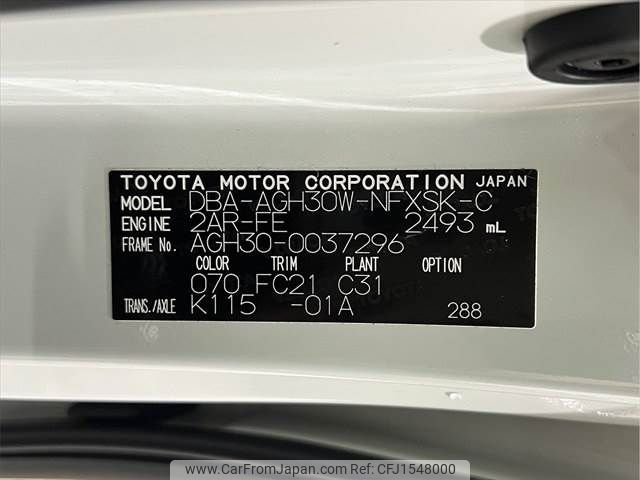 TOYOTA MOTOR CORPORATION JAPAN
MODEL DBA-AGH30W-NFXSK-C
ENGINE 2AR-FE 2493 mL
FRAME No. AGH30-0037296
COLOR TRIM PLANT OPTION
070 FC21 C31
TRANS./AXLE K115 -01A 288
www.CarFromJapan.com | Ref No.CFJ1548000